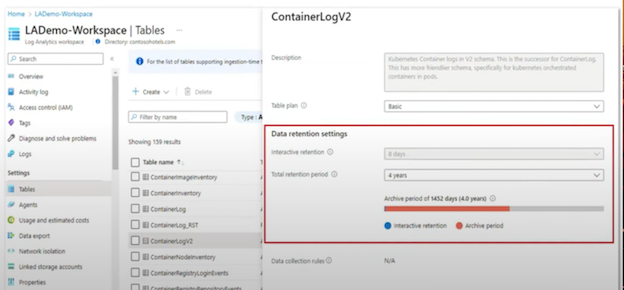 Home > LADemo-Workspace
LADemo-Workspace | Tables
Log Analytics workspace
Directory: contosohotels.com
Search
Overview
Activity log
Access control (IAM)
Tags
Diagnose and solve problems
Logs
Settings
Tables
Agents
Usage and estimated costs
Data export
Network isolation
Linked storage accounts
Properties
For the list of tables supporting ingestion-time
Create
Delete
Filter by name
Type : A
Showing 139 results
Table name
ContainerImageInventory
ContainerInventory
ContainerLog
ContainerLog_RST
ContainerLogV2
ContainerNodeInventory
ContainerRegistryLoginEvents
ContainerRegistryRepositoryEvents
ContainerLogV2
Description
Kubernetes Container logs in V2 schema. This is the successor for ContainerLog.
This has more friendlier schema, specifically for kubernetes orchestrated
containers in pods.
Table plan
Basic
Data retention settings
Interactive retention
8 days
Total retention period
4 years
Archive period of 1452 days (4.0 years)
Interactive retention
Archive period
Data collection rules
N/A